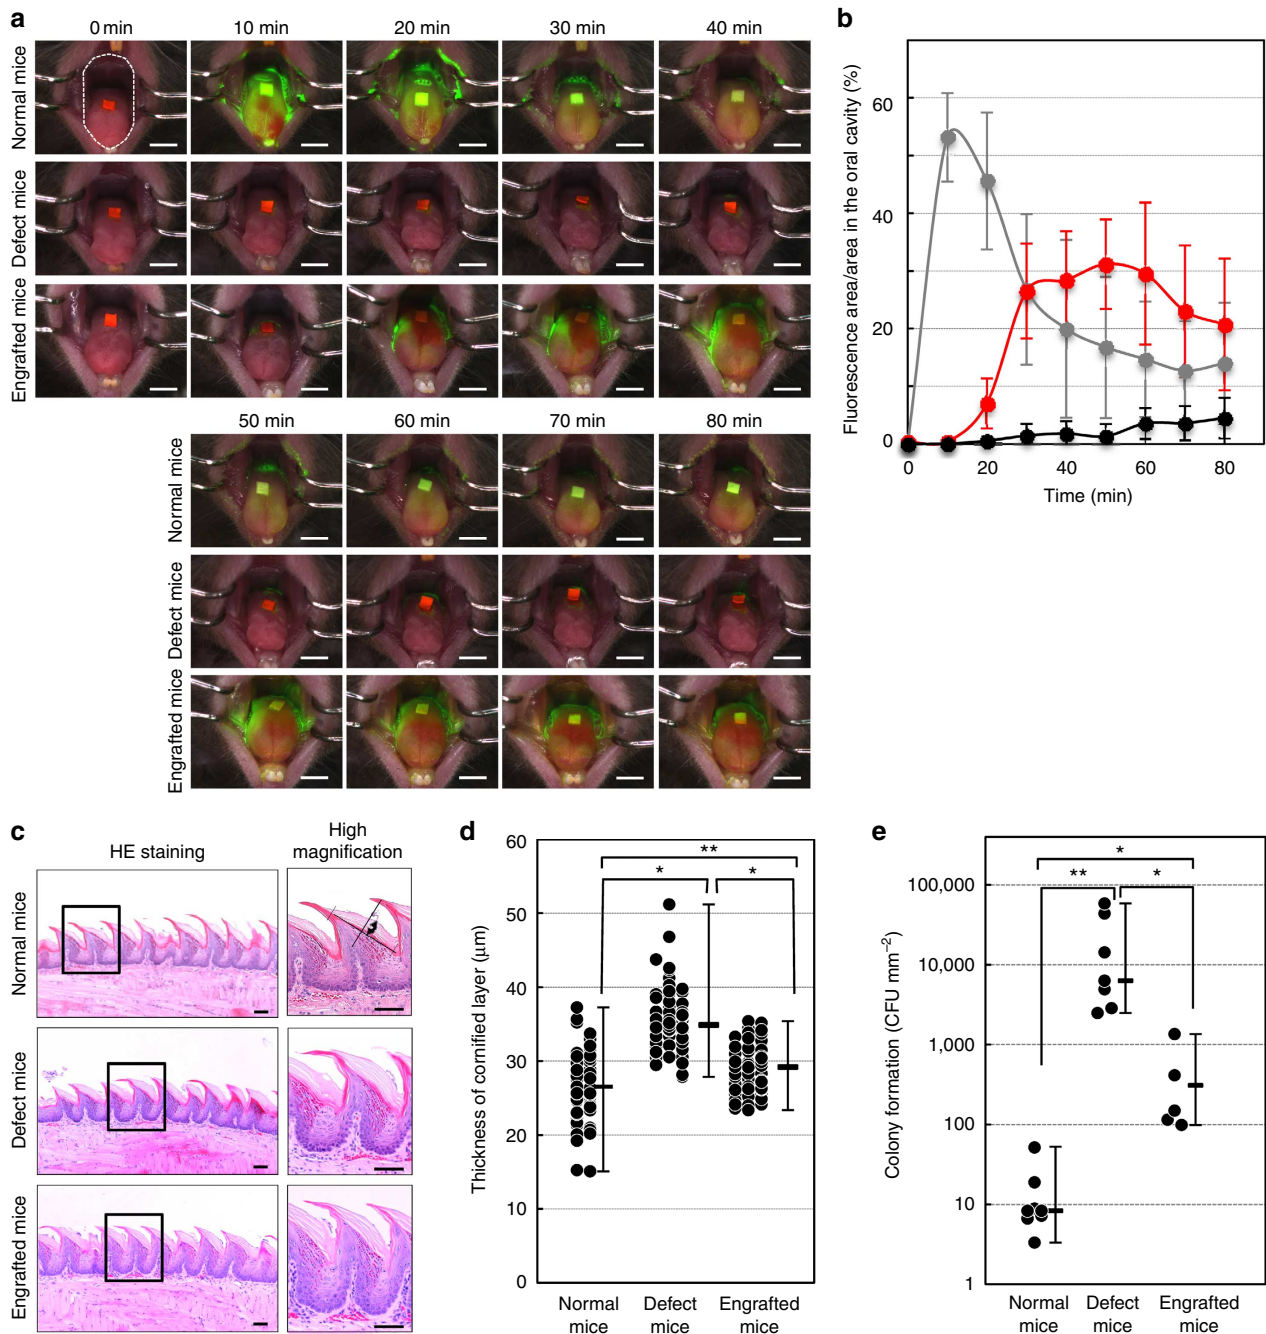 a
0 min 10 min 20 min 30 min 40 min
Normal mice
Defect mice
Engrafted mice
50 min 60 min 70 min 80 min
Normal mice
Defect mice
Engrafted mice
b
Fluorescence area/area in the oral cavity (%)
60
40
20
0
0 20 40 60 80
Time (min)
c
HE staining
High
magnification
Normal mice
Defect mice
Engrafted mice
d
Thickness of cornified layer (μm)
60
50
40
30
20
10
0
**
* *
Normal
mice
Defect
mice
Engrafted
mice
e
Colony formation (CFU mm⁻²)
100,000
10,000
1,000
100
10
1
*
** *
Normal
mice
Defect
mice
Engrafted
mice